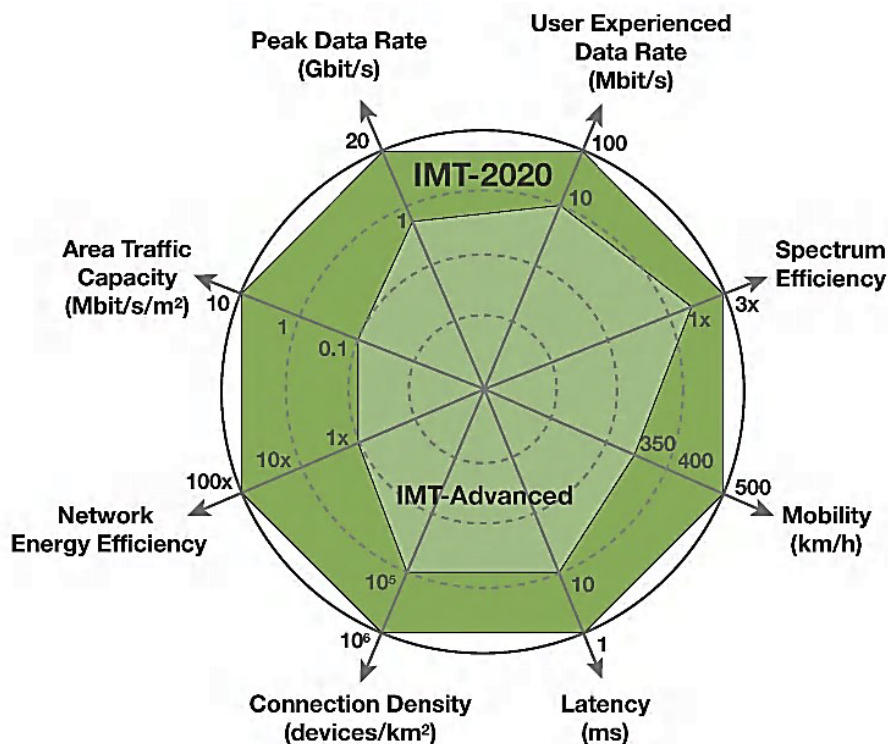 Peak Data Rate
(Gbit/s)
User Experienced
Data Rate
(Mbit/s)
20
100
IMT-2020
1
10
Area Traffic
Capacity
(Mbit/s/m²)
Spectrum
Efficiency
10
1
0.1
1x
3x
1x
10x
100x
350
400
500
Network
Energy Efficiency
IMT-Advanced
Mobility
(km/h)
10⁵
10
10⁶
1
Connection Density
(devices/km²)
Latency
(ms)